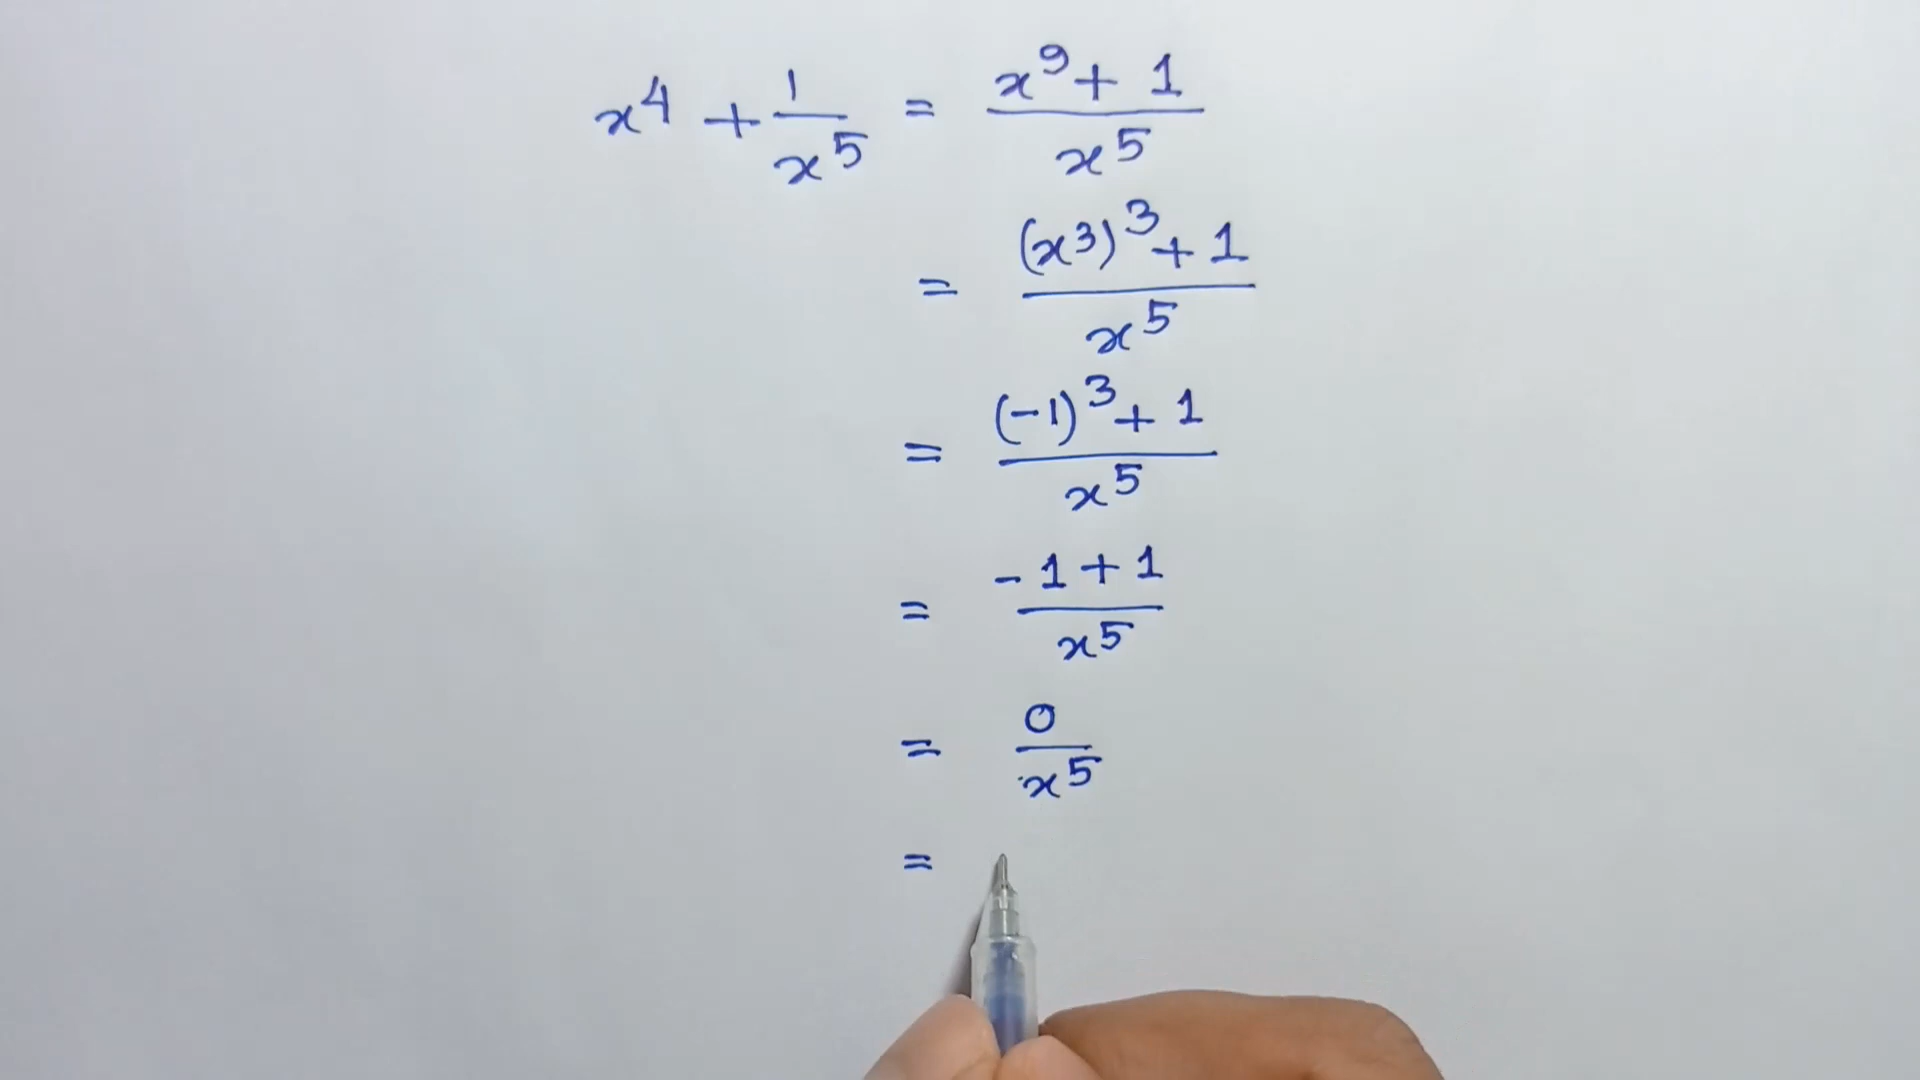 x⁴ + 1/x⁵ = (x⁹ + 1)/x⁵
= ((x³)³ + 1)/x⁵
= ((-1)³ + 1)/x⁵
= (-1 + 1)/x⁵
= 0/x⁵
=